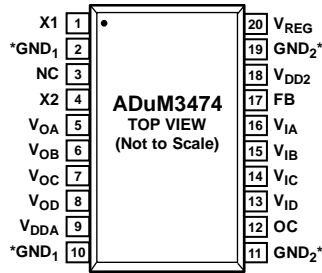 X1 1 20 VREG
*GND1 2 19 GND2*
NC 3 18 VDD2
X2 4 ADuM3474 17 FB
VOA 5 TOP VIEW 16 VIA
VOB 6 (Not to Scale) 15 VIB
VOC 7 14 VIC
VOD 8 13 VID
VDDA 9 12 OC
*GND1 10 11 GND2*